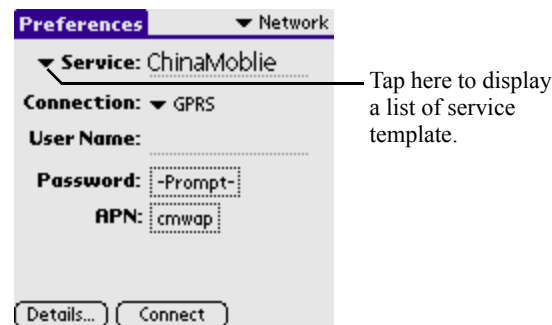 Preferences
Network
Service: ChinaMoblie
Connection: GPRS
User Name:
Password: -Prompt-
APN: cmwap
Details... Connect
Tap here to display
a list of service
template.